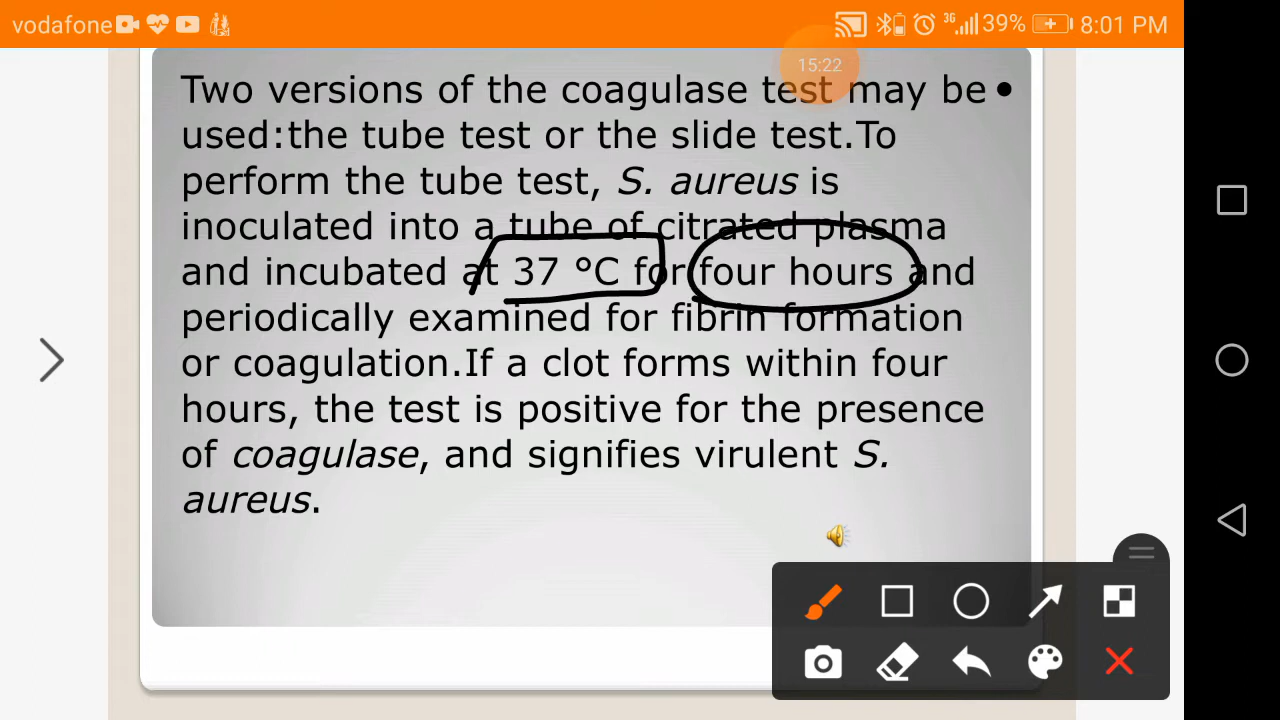 vodafone 3G 39% 8:01 PM
15:22
Two versions of the coagulase test may be •
used:the tube test or the slide test.To
perform the tube test, S. aureus is
inoculated into a tube of citrated plasma
and incubated at 37 °C for four hours and
periodically examined for fibrin formation
or coagulation.If a clot forms within four
hours, the test is positive for the presence
of coagulase, and signifies virulent S.
aureus.